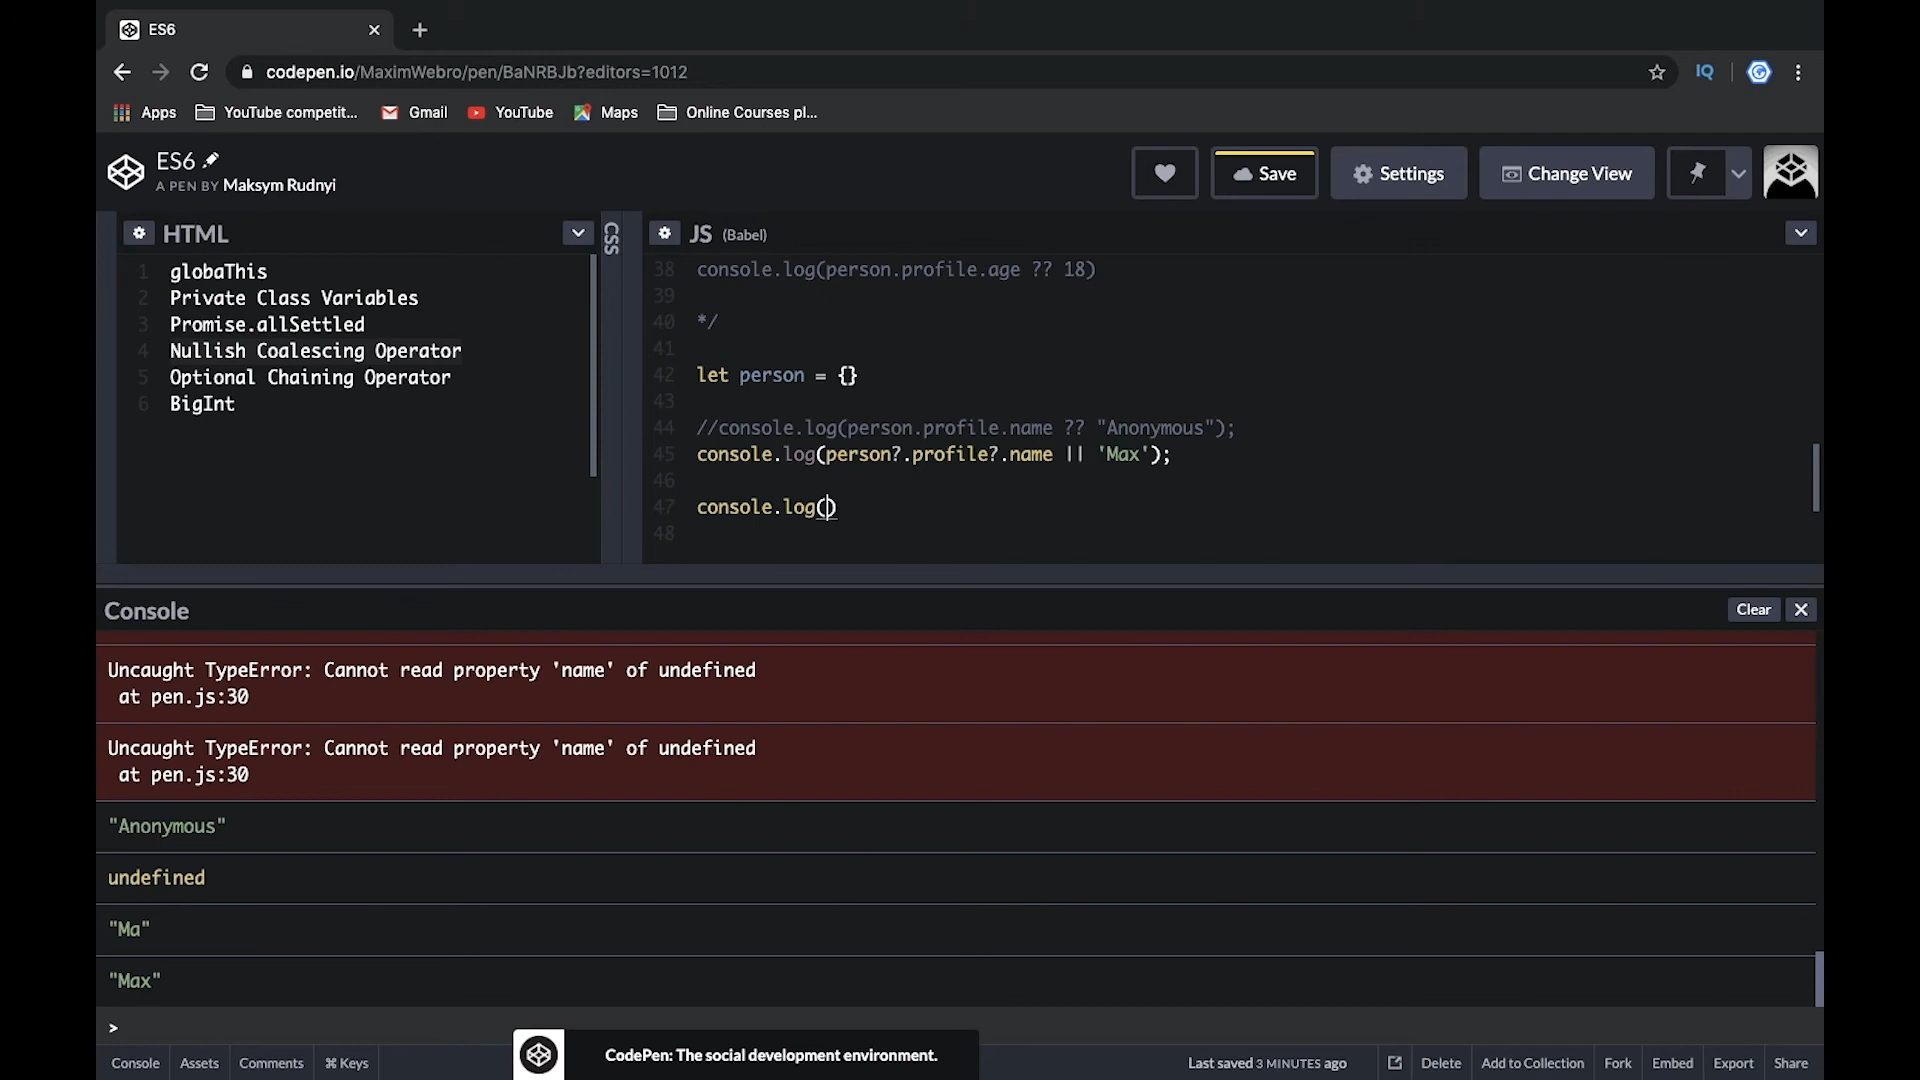 ES6
codepen.io/MaximWebro/pen/BaNRBJb?editors=1012
IQ
Apps YouTube competit... Gmail YouTube Maps Online Courses pl...
ES6
A PEN BY Maksym Rudnyi
Save Settings Change View
HTML
1 globaThis
2 Private Class Variables
3 Promise.allSettled
4 Nullish Coalescing Operator
5 Optional Chaining Operator
6 BigInt
CSS
JS (Babel)
38 console.log(person.profile.age ?? 18)
39
40 */
41
42 let person = {}
43
44 //console.log(person.profile.name ?? "Anonymous");
45 console.log(person?.profile?.name || 'Max');
46
47 console.log()
48
Console
Clear
Uncaught TypeError: Cannot read property 'name' of undefined
at pen.js:30
Uncaught TypeError: Cannot read property 'name' of undefined
at pen.js:30
"Anonymous"
undefined
"Ma"
"Max"
>
Console Assets Comments ⌘ Keys
CodePen: The social development environment.
Last saved 3 MINUTES ago Delete Add to Collection Fork Embed Export Share